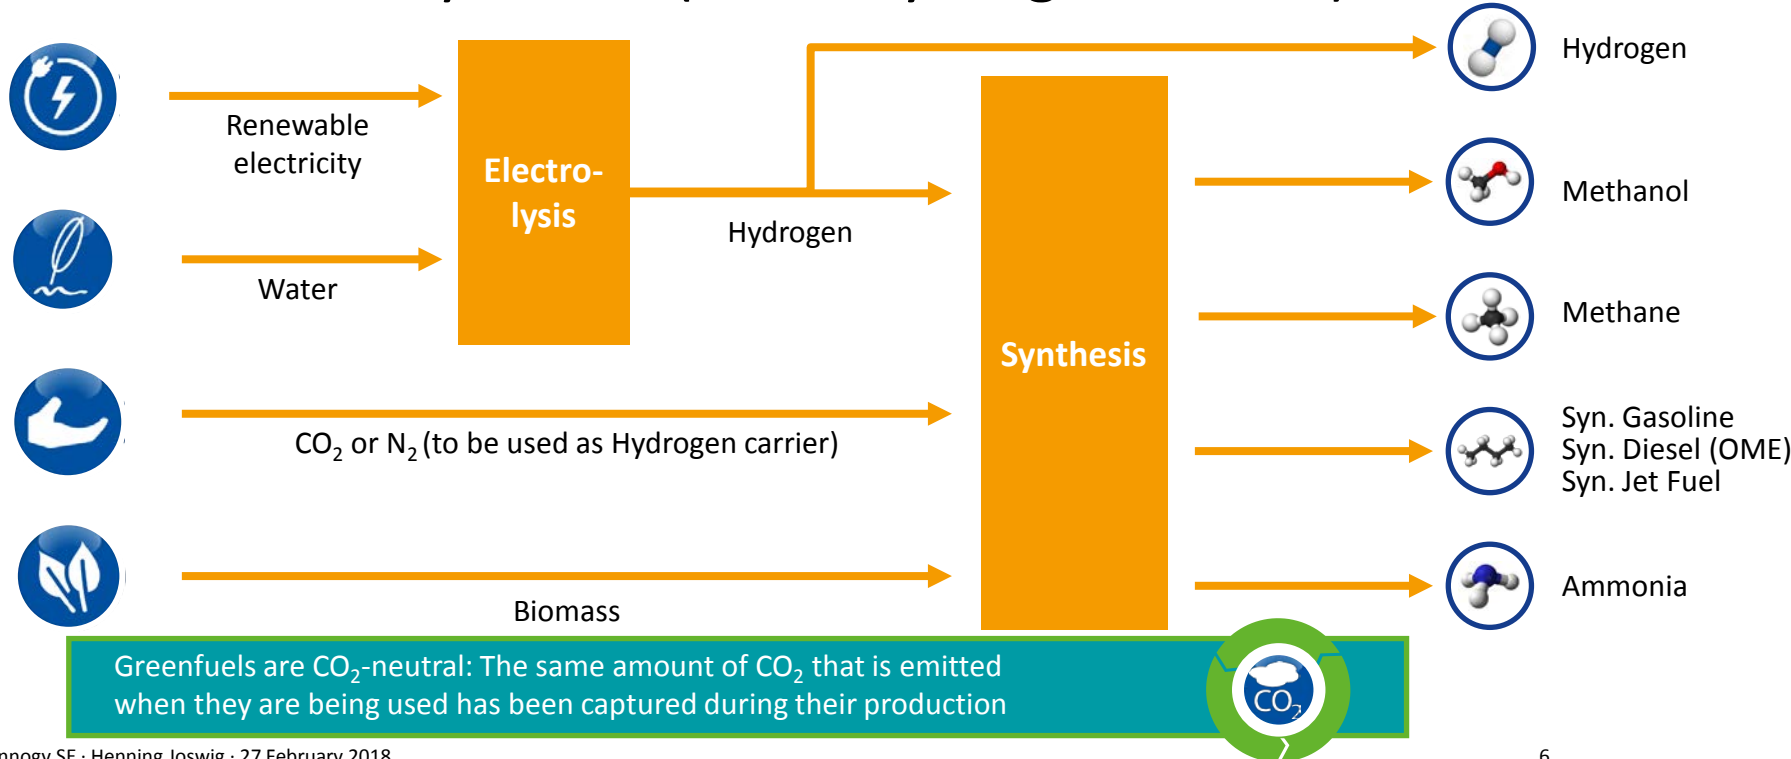 Hydrogen
Renewable
electricity
Electro-
lysis
Methanol
Hydrogen
Water
Methane
Synthesis
CO₂ or N₂ (to be used as Hydrogen carrier)
Syn. Gasoline
Syn. Diesel (OME)
Syn. Jet Fuel
Biomass
Ammonia
Greenfuels are CO₂-neutral: The same amount of CO₂ that is emitted
when they are being used has been captured during their production
CO₂
SE · Henning Joswig · 27 February 2018
6